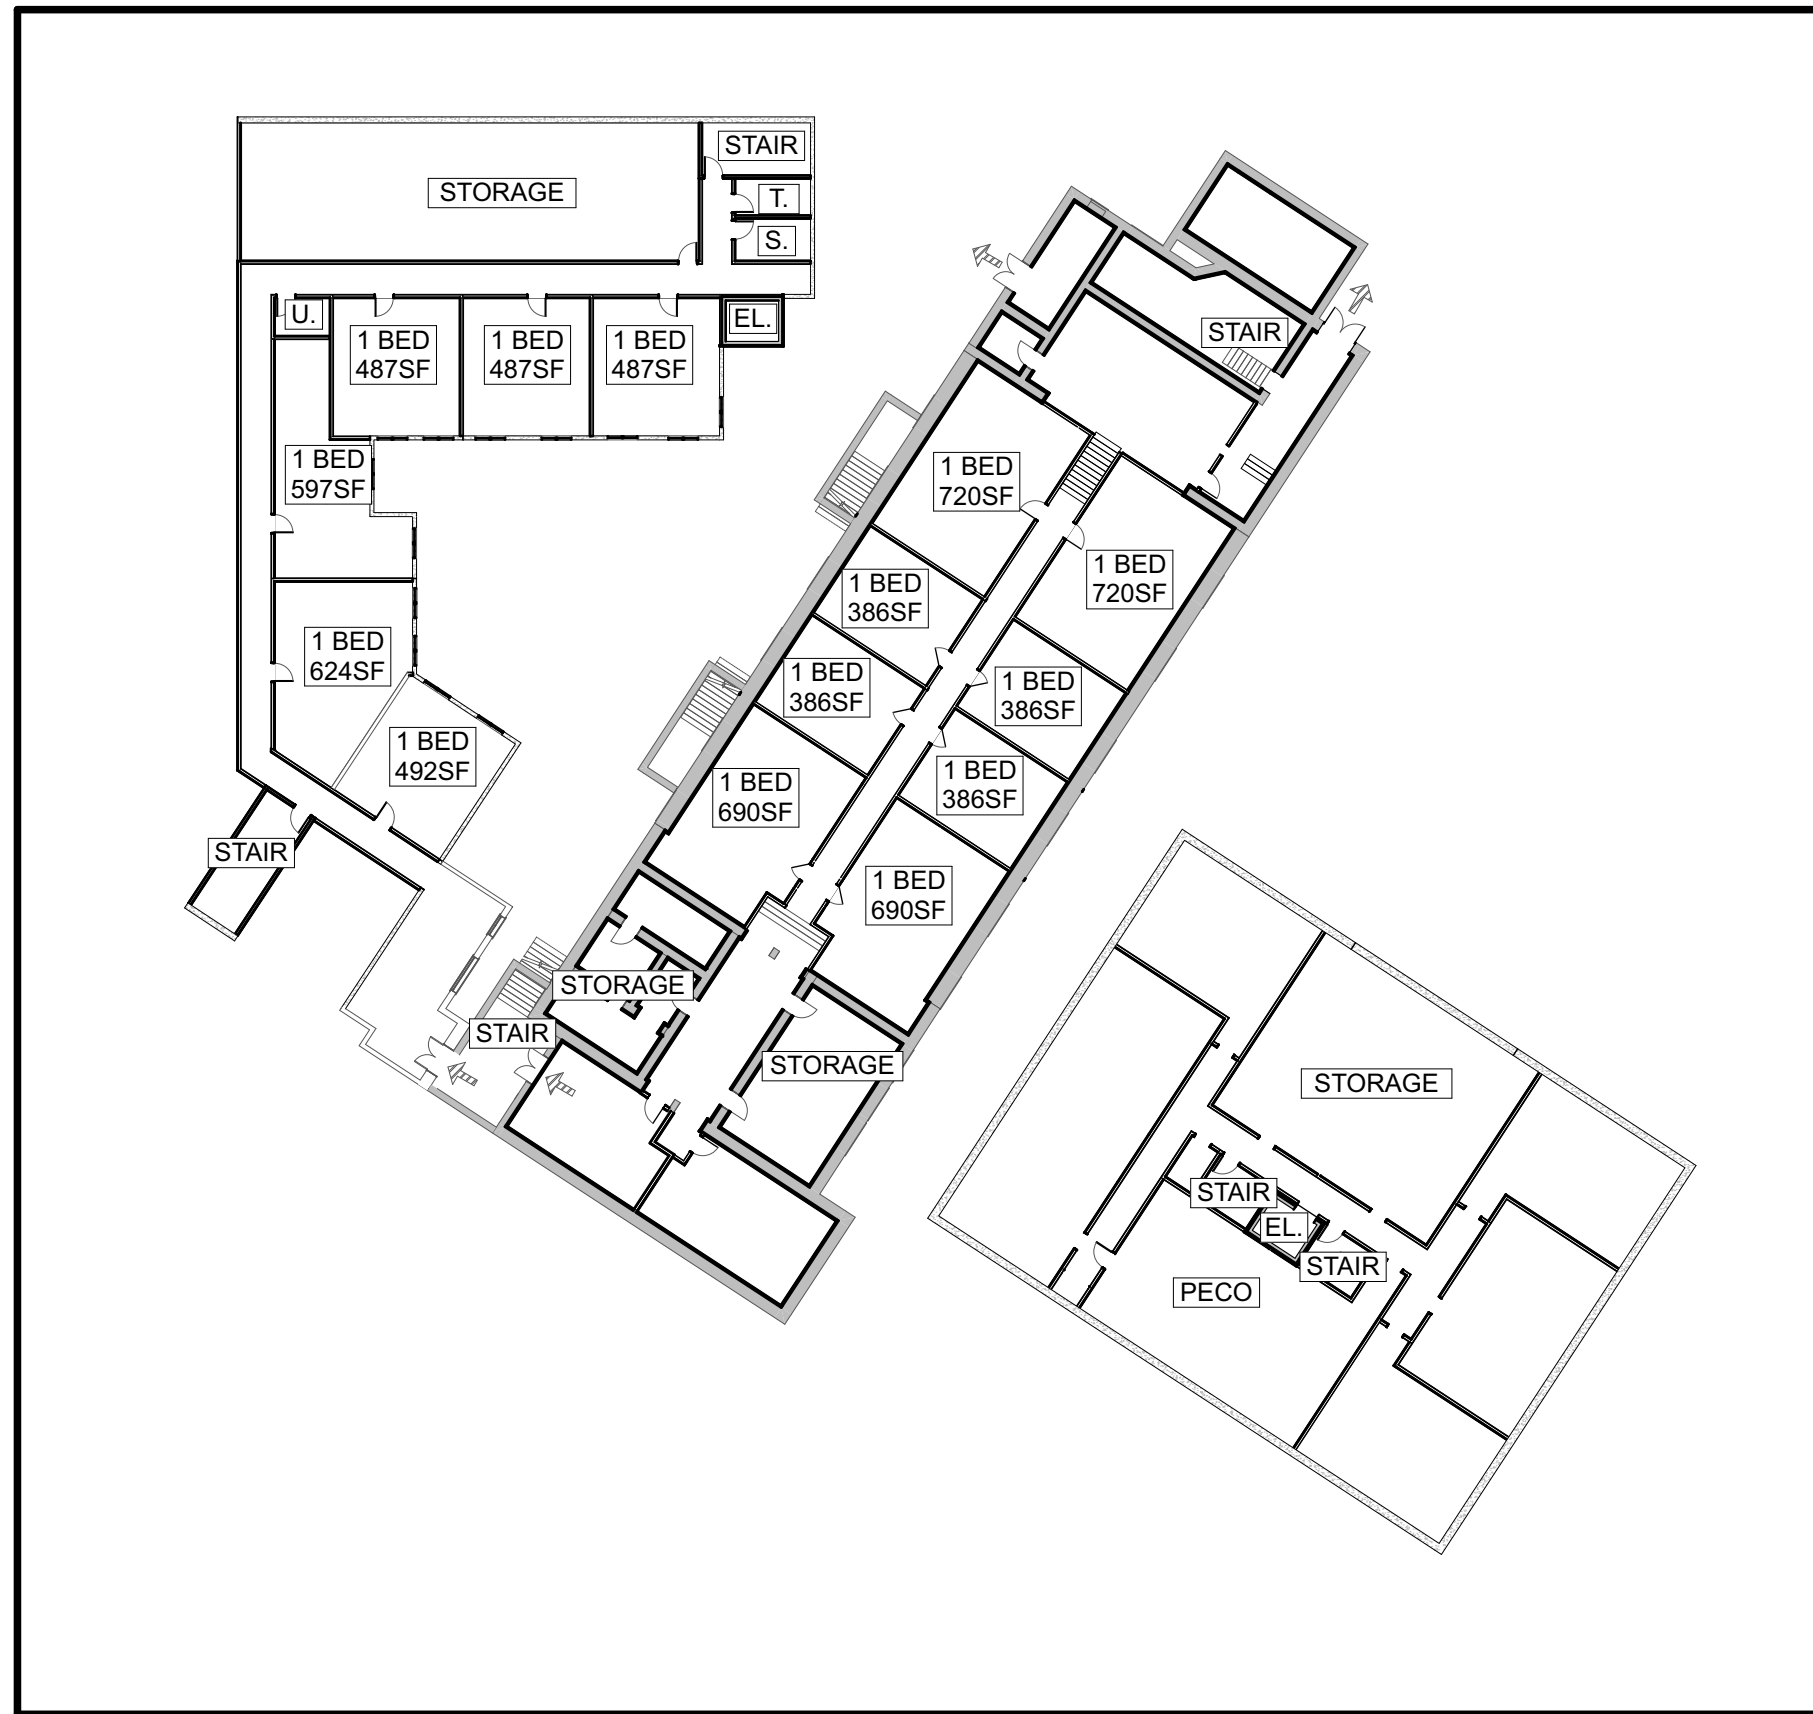 STAIR
STORAGE
T.
S.
U.
1 BED
487SF
1 BED
487SF
1 BED
487SF
EL.
1 BED
597SF
1 BED
624SF
1 BED
492SF
STAIR
STAIR
1 BED
720SF
1 BED
720SF
1 BED
386SF
1 BED
386SF
1 BED
386SF
1 BED
386SF
1 BED
690SF
1 BED
690SF
STORAGE
STAIR
STORAGE
STORAGE
STAIR
EL.
STAIR
PECO